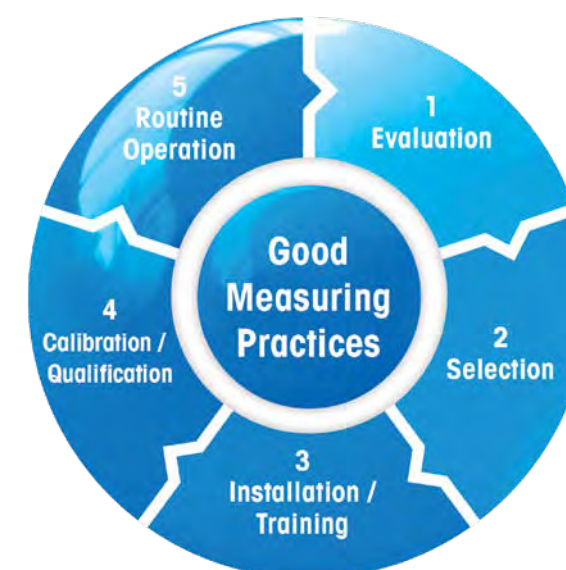 Good
Measuring
Practices
1
Evaluation
2
Selection
3
Installation /
Training
4
Calibration /
Qualification
5
Routine
Operation